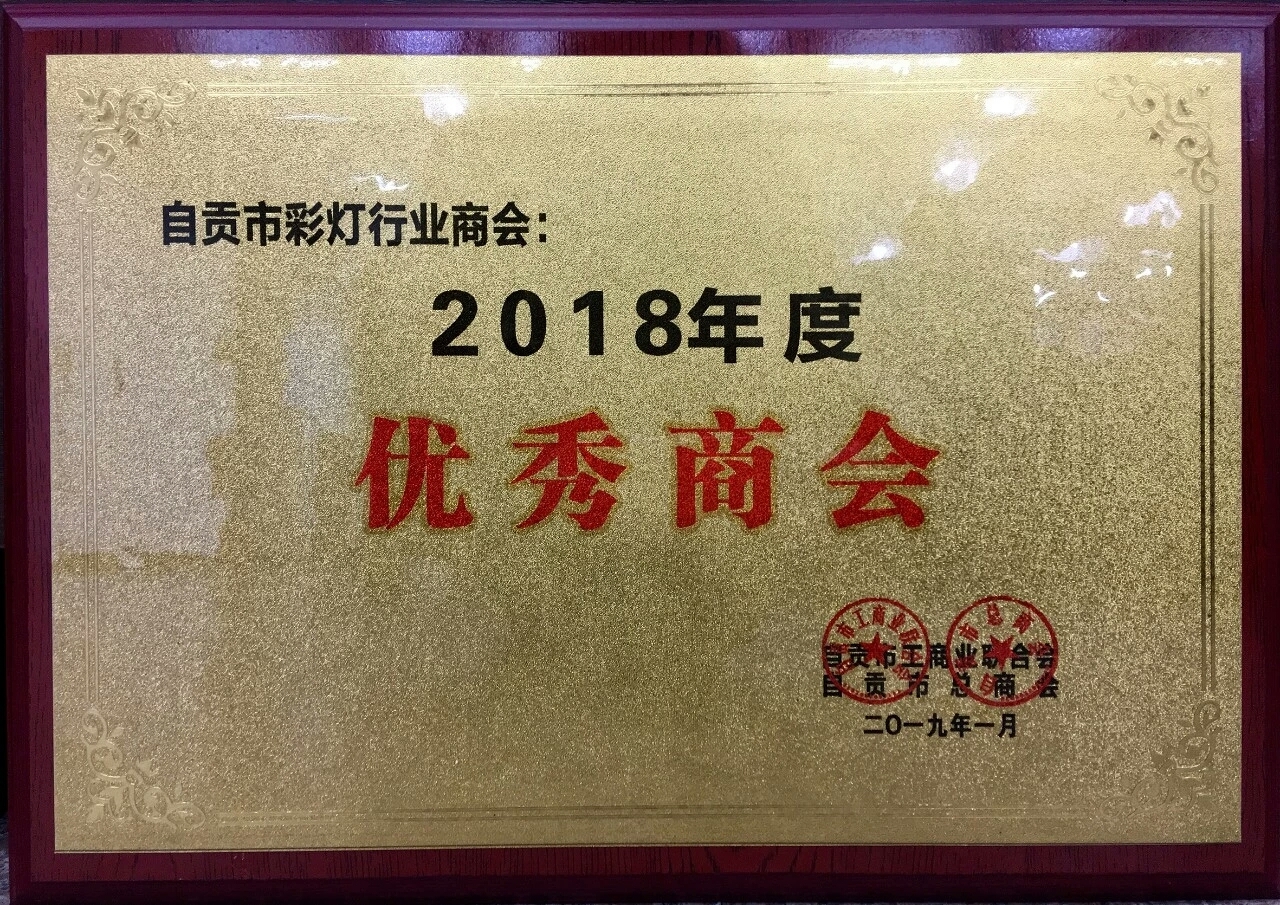 自贡市彩灯行业商会：
2018年度
优秀商会
自贡市工商业联合会
自贡市总商会
二〇一九年一月